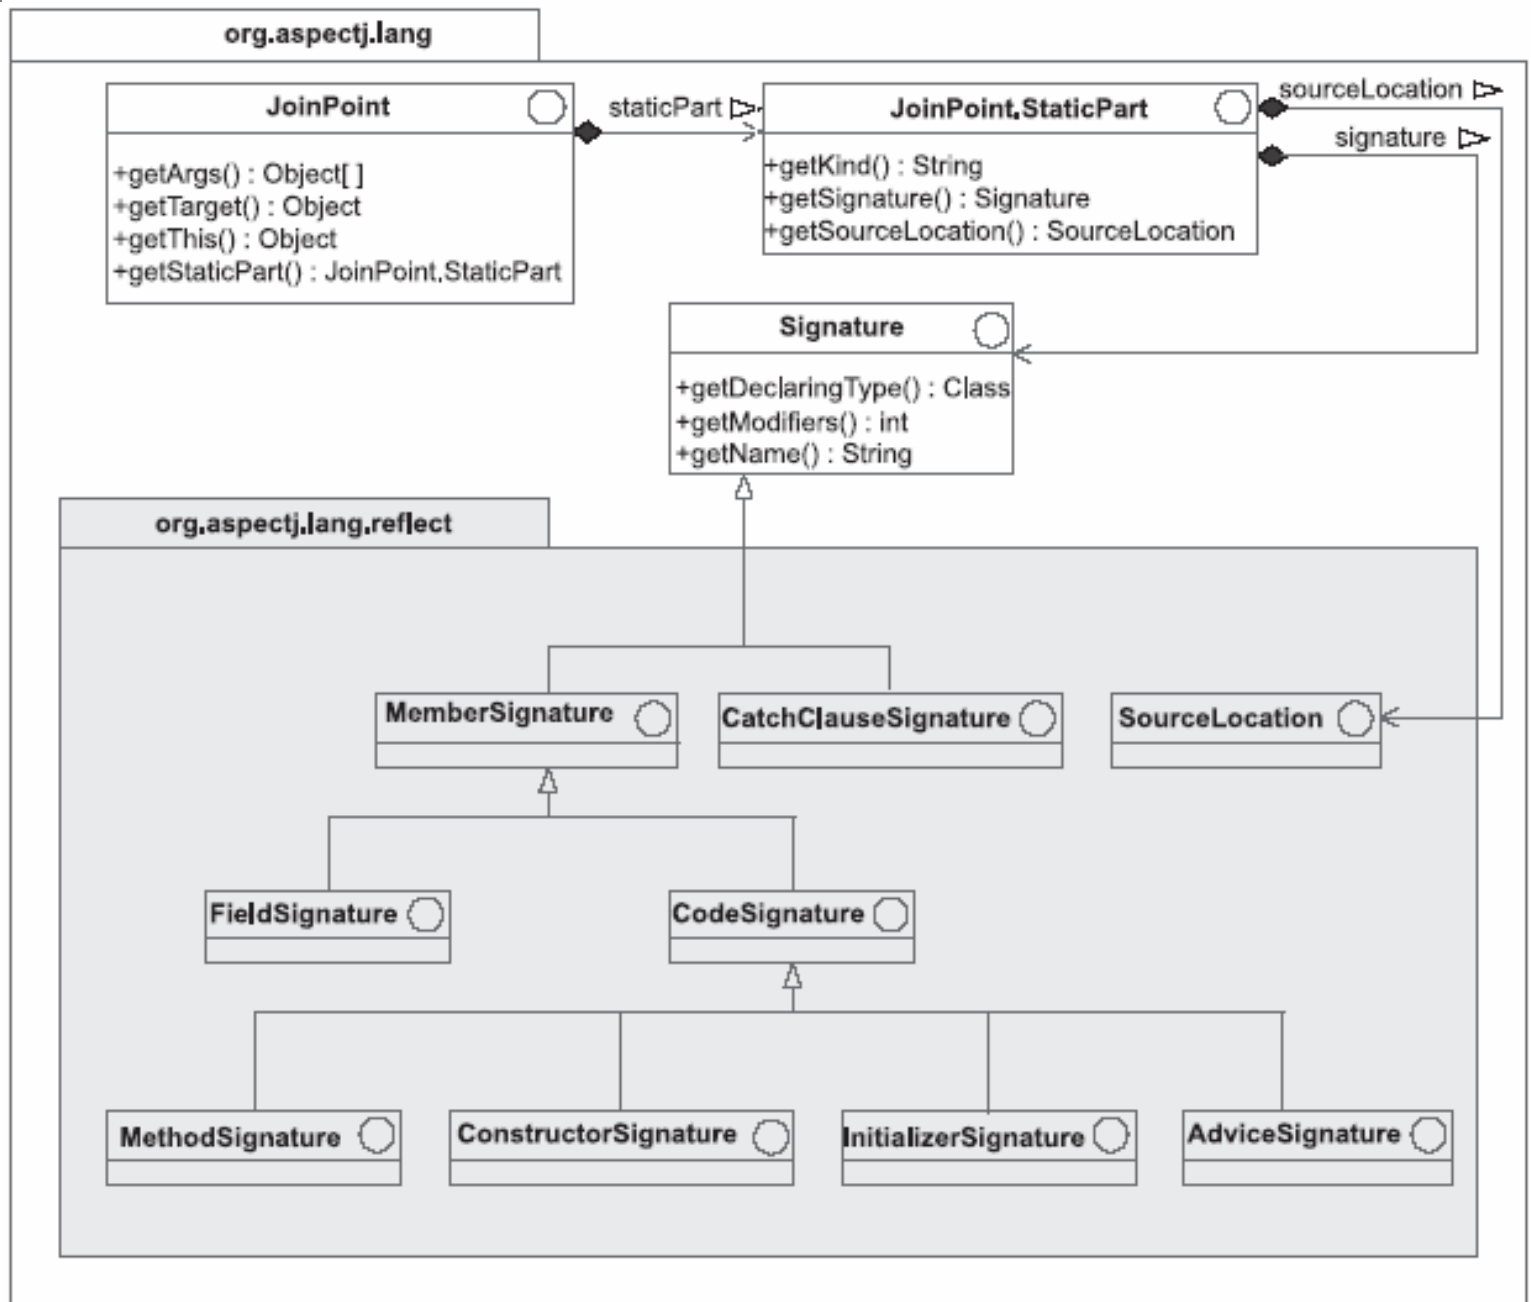 org.aspectj.lang
JoinPoint
+getArgs() : Object[ ]
+getTarget() : Object
+getThis() : Object
+getStaticPart() : JoinPoint.StaticPart
staticPart
JoinPoint.StaticPart
+getKind() : String
+getSignature() : Signature
+getSourceLocation() : SourceLocation
sourceLocation
signature
Signature
+getDeclaringType() : Class
+getModifiers() : int
+getName() : String
org.aspectj.lang.reflect
MemberSignature
CatchClauseSignature
SourceLocation
FieldSignature
CodeSignature
MethodSignature
ConstructorSignature
InitializerSignature
AdviceSignature